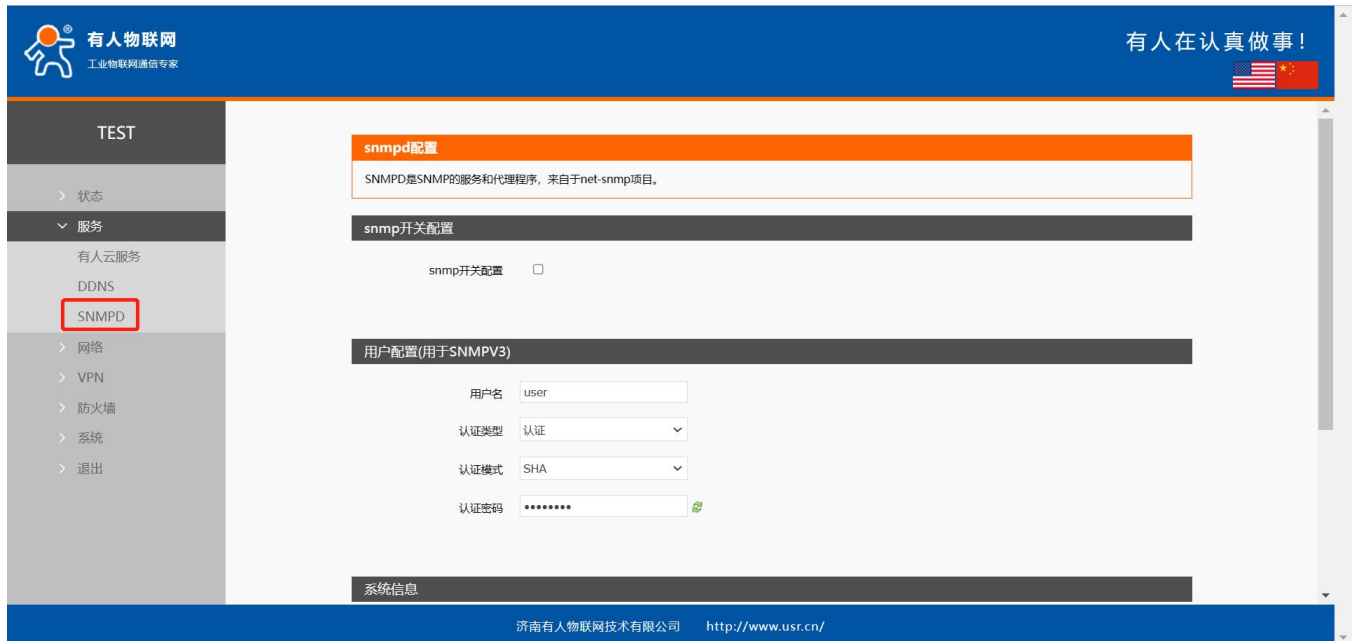 有人物联网
工业物联网通信专家
有人在认真做事!
TEST
状态
服务
有人云服务
DDNS
SNMPD
网络
VPN
防火墙
系统
退出
snmpd配置
SNMPD是SNMP的服务和代理程序，来自于net-snmp项目。
snmp开关配置
snmp开关配置
用户配置(用于SNMPV3)
用户名 user
认证类型 认证
认证模式 SHA
认证密码 ••••••••
系统信息
济南有人物联网技术有限公司 http://www.usr.cn/